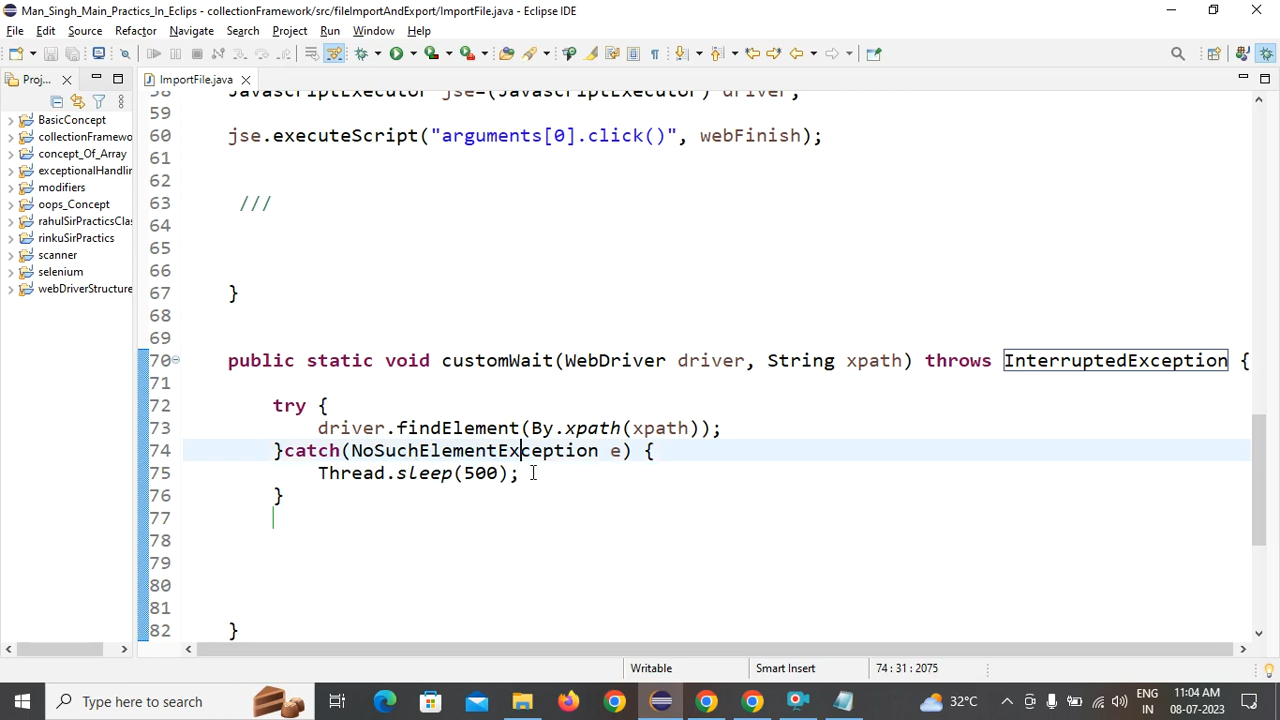 Man_Singh_Main_Practics_In_Eclips - collectionFramework/src/fileImportAndExport/ImportFile.java - Eclipse IDE
File Edit Source Refactor Navigate Search Project Run Window Help
Proj...
ImportFile.java
BasicConcept
collectionFramewo
concept_Of_Array
exceptionalHandlin
modifiers
oops_Concept
rahulSirPracticsClas
rinkuSirPractics
scanner
selenium
webDriverStructure
58 JavascriptExecutor jse=(JavascriptExecutor) driver;
59
60 jse.executeScript("arguments[0].click()", webFinish);
61
62
63 ///
64
65
66
67 }
68
69
70 public static void customWait(WebDriver driver, String xpath) throws InterruptedException {
71
72 try {
73 driver.findElement(By.xpath(xpath));
74 }catch(NoSuchElementException e) {
75 Thread.sleep(500);
76 }
77
78
79
80
81
82 }
Writable Smart Insert 74 : 31 : 2075
Type here to search
32°C
ENG
IN
11:04 AM
08-07-2023